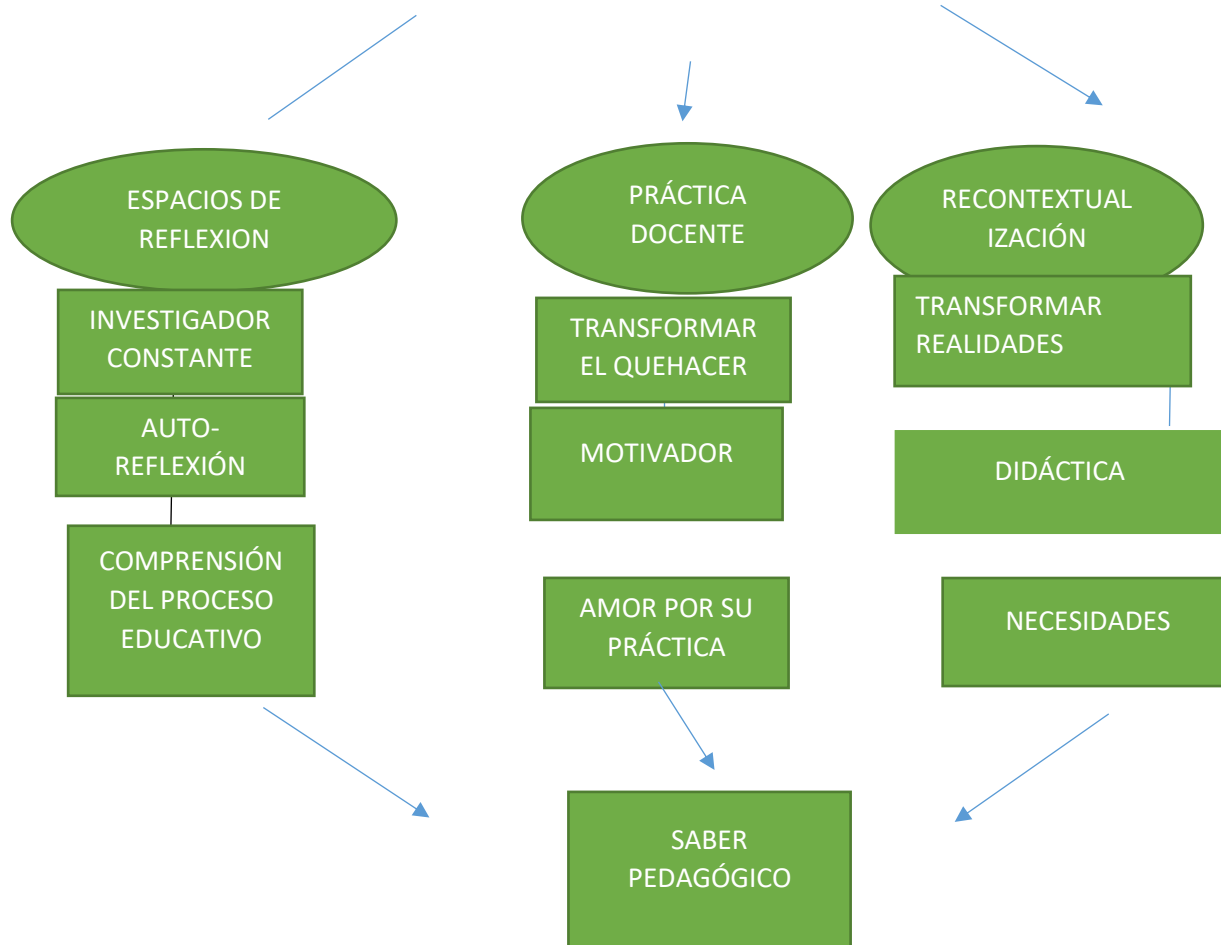 ESPACIOS DE
REFLEXION
INVESTIGADOR
CONSTANTE
AUTO-
REFLEXIÓN
COMPRENSIÓN
DEL PROCESO
EDUCATIVO
PRÁCTICA
DOCENTE
TRANSFORMAR
EL QUEHACER
MOTIVADOR
AMOR POR SU
PRÁCTICA
RECONTEXTUAL
IZACIÓN
TRANSFORMAR
REALIDADES
DIDÁCTICA
NECESIDADES
SABER
PEDAGÓGICO